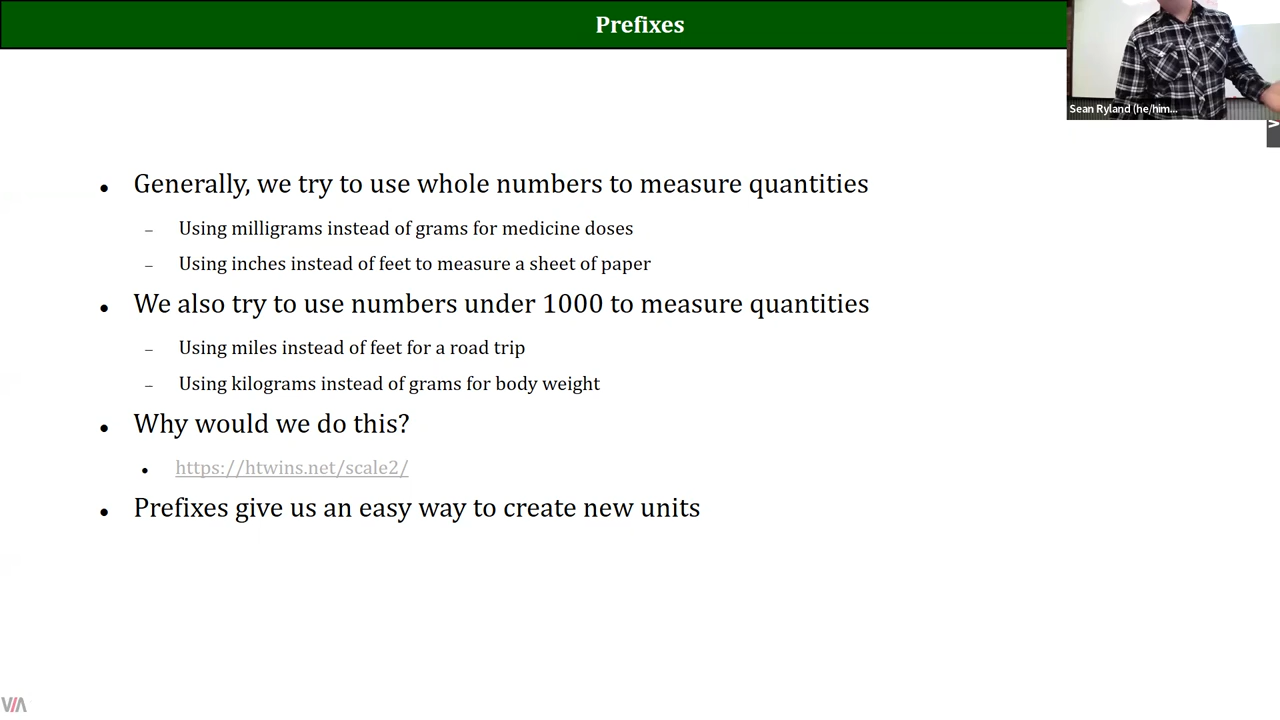 Prefixes
Sean Ryland (he/him...
Generally, we try to use whole numbers to measure quantities
Using milligrams instead of grams for medicine doses
Using inches instead of feet to measure a sheet of paper
We also try to use numbers under 1000 to measure quantities
Using miles instead of feet for a road trip
Using kilograms instead of grams for body weight
Why would we do this?
https://htwins.net/scale2/
Prefixes give us an easy way to create new units
VIA